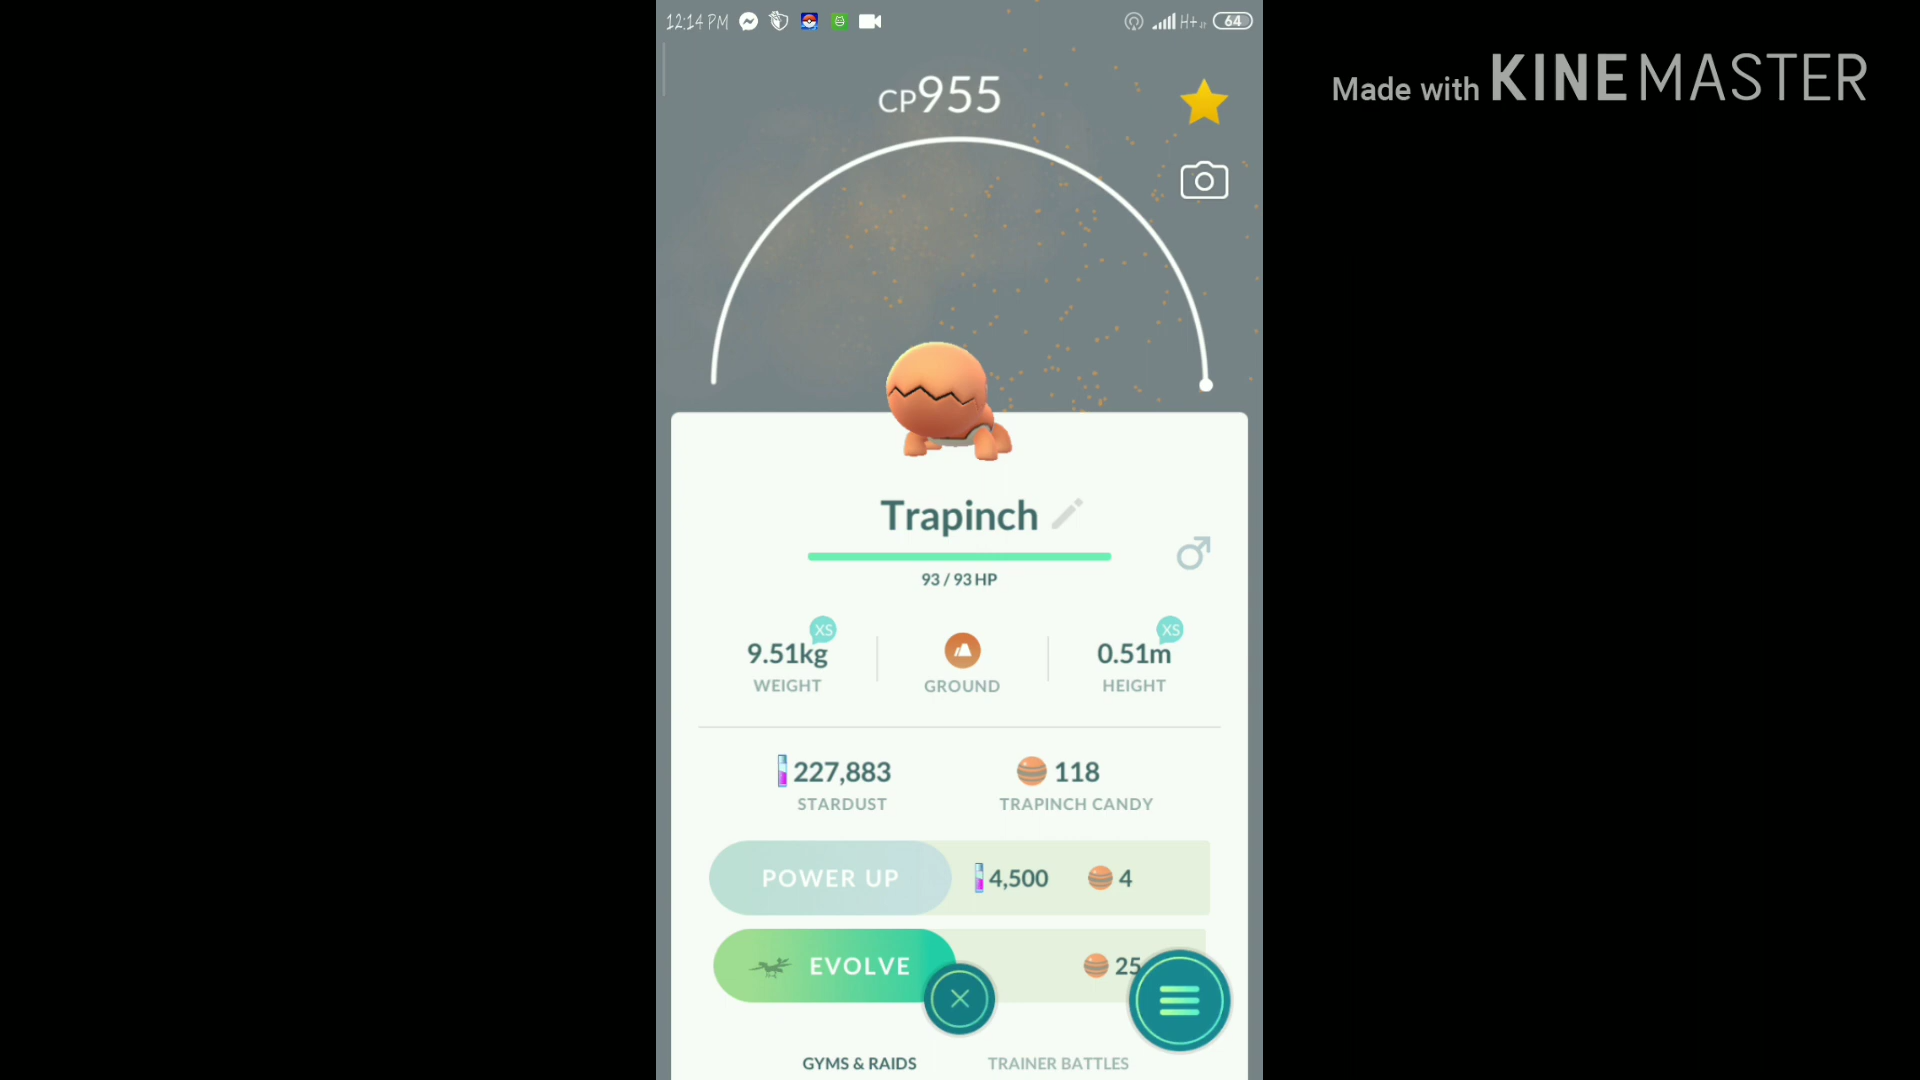 12:14 PM
H+
64
Made with KINEMASTER
CP955
Trapinch
93 / 93 HP
XS
XS
9.51kg
0.51m
WEIGHT
GROUND
HEIGHT
227,883
118
STARDUST
TRAPINCH CANDY
POWER UP
4,500
4
EVOLVE
25
GYMS & RAIDS
TRAINER BATTLES